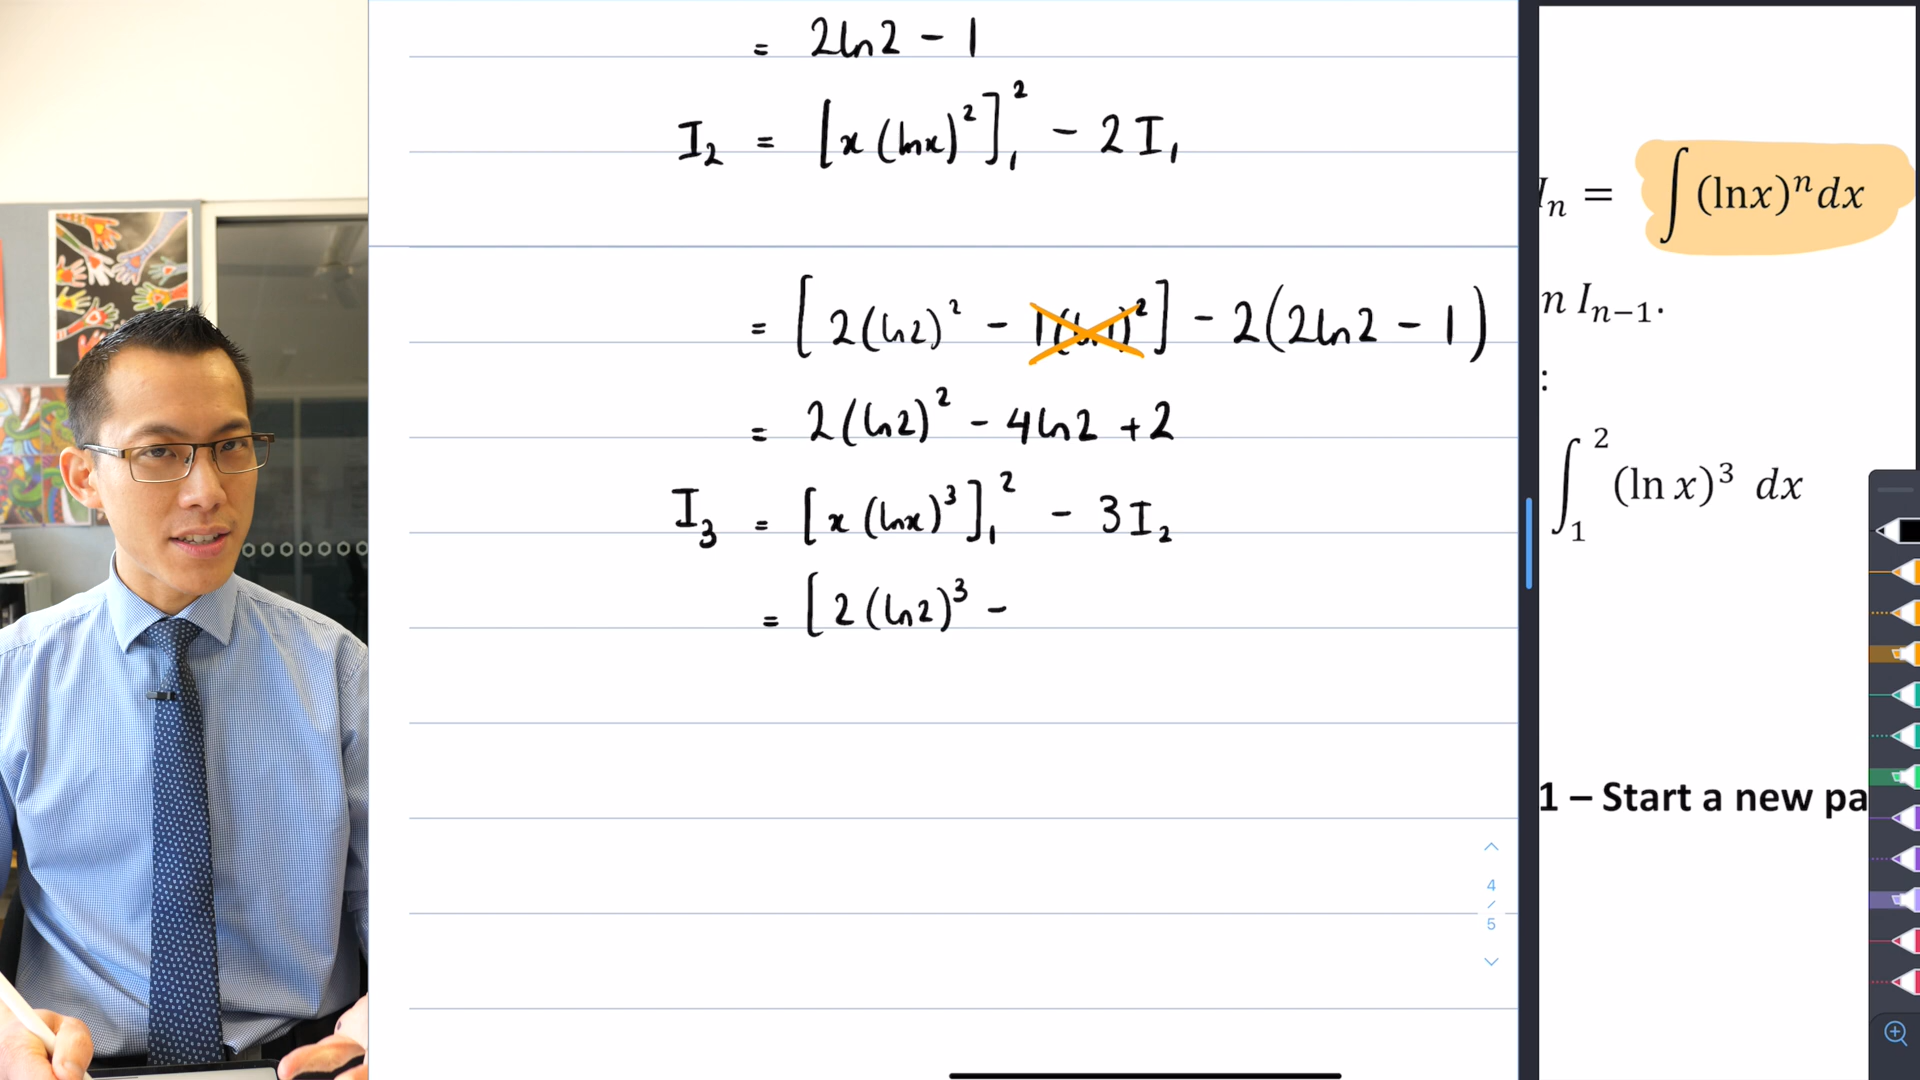 = 2ln2 - 1
I₂ = [x(lnx)²]₁² - 2I₁
= [2(ln2)² - 1(ln1)²] - 2(2ln2 - 1)
= 2(ln2)² - 4ln2 + 2
I₃ = [x(lnx)³]₁² - 3I₂
= [2(ln2)³ -
4
/
5
Iₙ = ∫(lnx)ⁿdx
n Iₙ₋₁.
:
∫₁² (ln x)³ dx
1 – Start a new pa